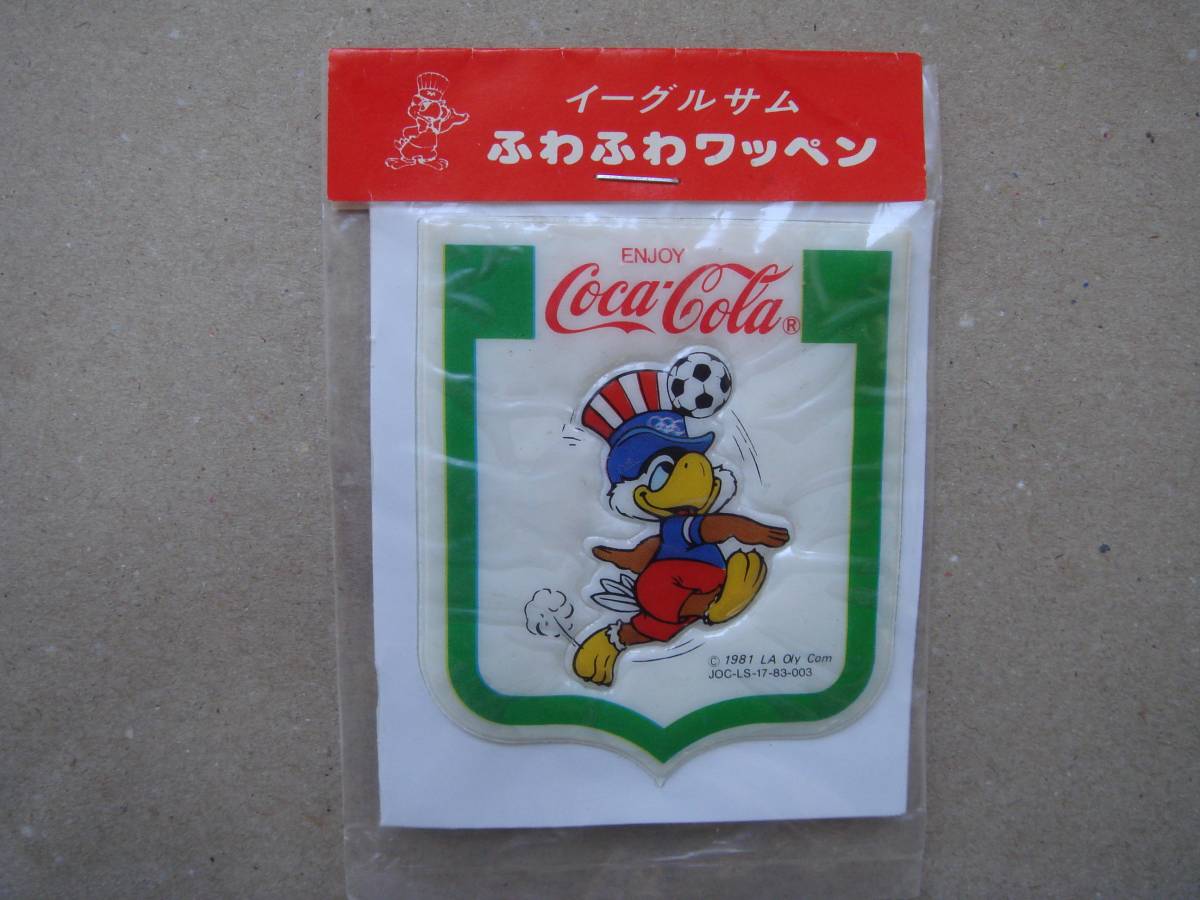 イーグルサム
ふわふわワッペン
ENJOY
Coca-Cola®
© 1981 LA Oly Com
JOC-LS-17-83-003